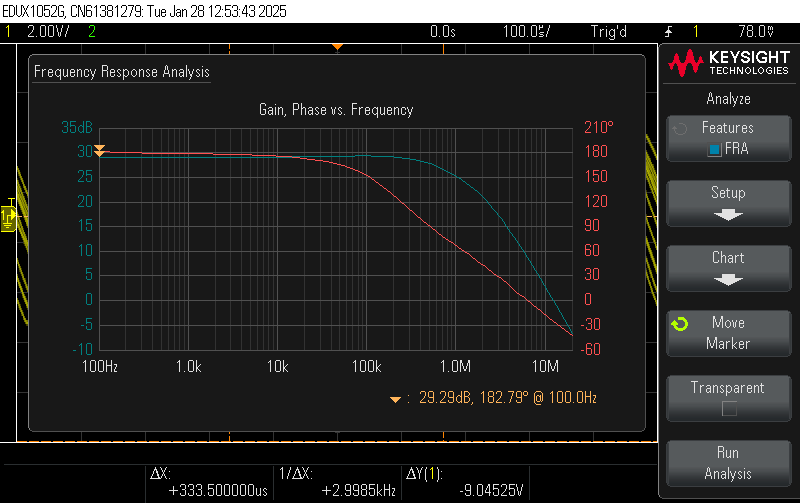 EDUX1052G, CN61381279: Tue Jan 28 12:53:43 2025
1 2.00V/ 2 0.0s 100.0s/ Trig'd 1 78.0%
Frequency Response Analysis
Gain, Phase vs. Frequency
35dB 210°
30 180
25 150
20 120
15 90
10 60
5 30
0 0
-5 -30
-10 -60
100Hz 1.0k 10k 100k 1.0M 10M
: 29.29dB, 182.79° @ 100.0Hz
KEYSIGHT
TECHNOLOGIES
Analyze
Features
FRA
Setup
Chart
Move
Marker
Transparent
Run
Analysis
T
1
ΔX:
+333.500000us
1/ΔX:
+2.9985kHz
ΔY(1):
-9.04525V